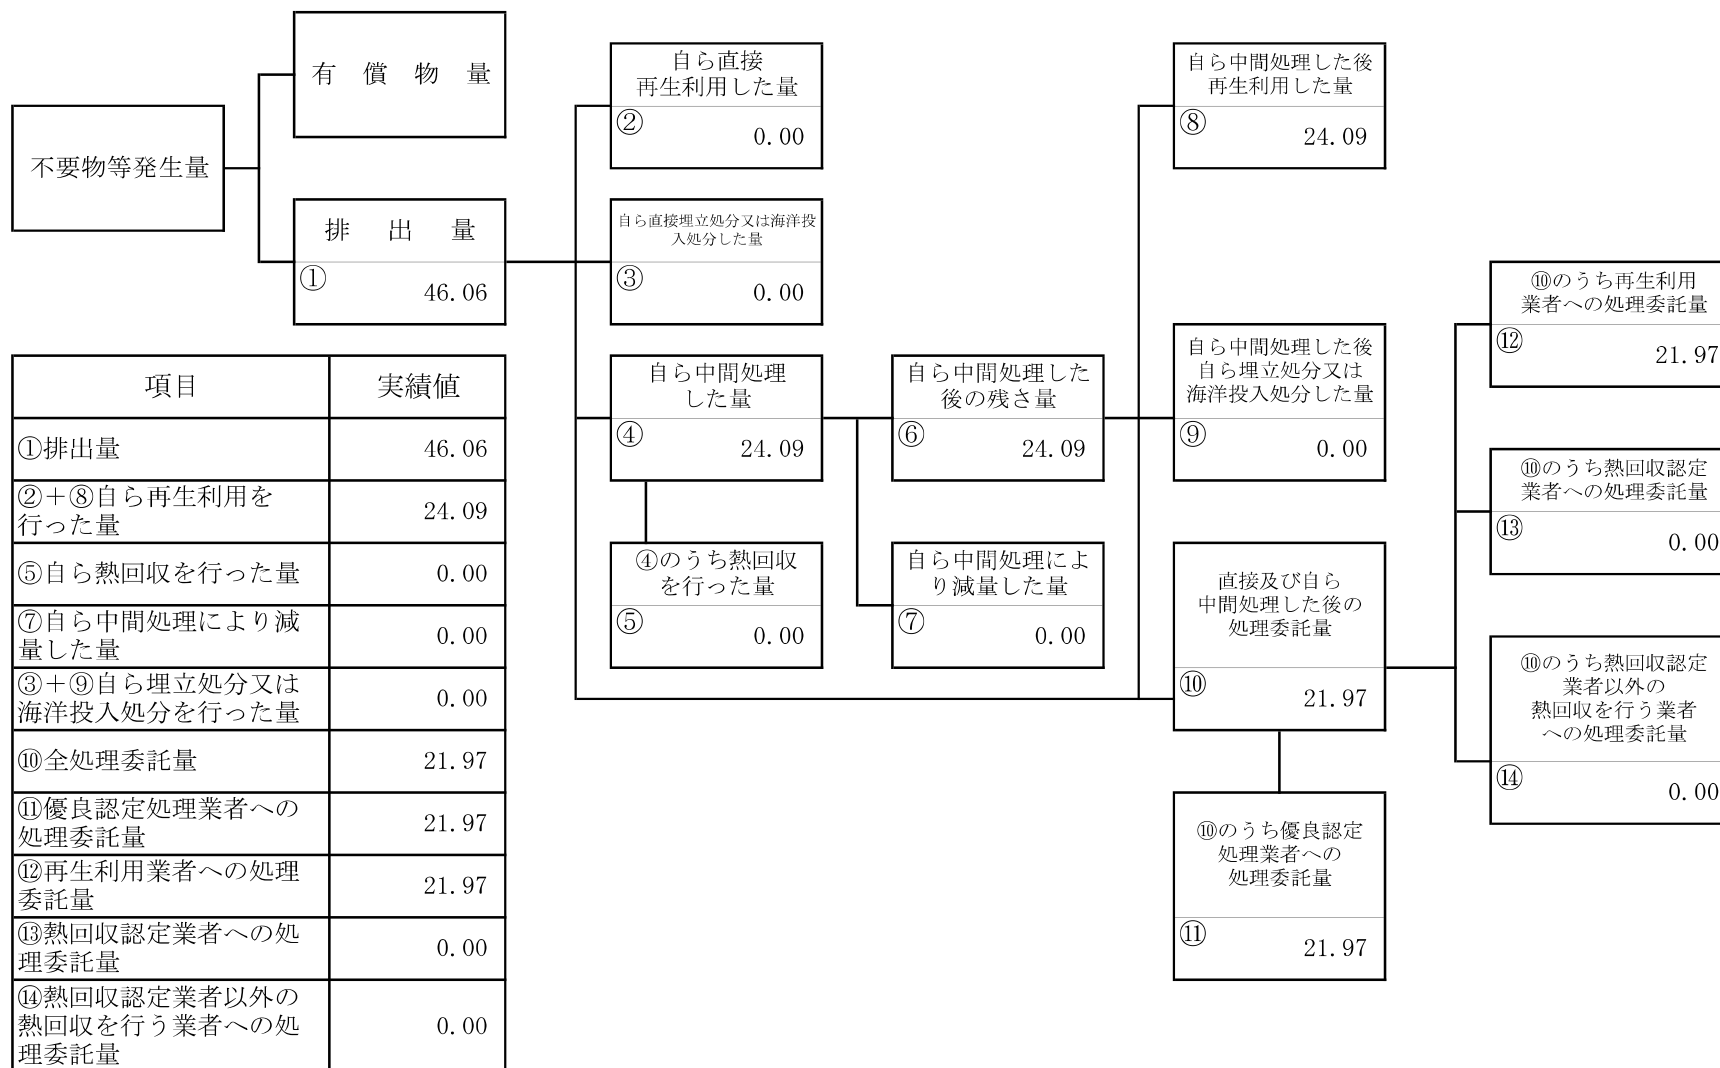 有　償　物　量
不要物等発生量
排　出　量
①
46.06
自ら直接
再生利用した量
②
0.00
自ら直接埋立処分又は海洋投
入処分した量
③
0.00
自ら中間処理
した量
④
24.09
④のうち熱回収
を行った量
⑤
0.00
自ら中間処理した
後の残さ量
⑥
24.09
自ら中間処理によ
り減量した量
⑦
0.00
自ら中間処理した後
再生利用した量
⑧
24.09
自ら中間処理した後
自ら埋立処分又は
海洋投入処分した量
⑨
0.00
直接及び自ら
中間処理した後の
処理委託量
⑩
21.97
⑩のうち優良認定
処理業者への
処理委託量
⑪
21.97
⑩のうち再生利用
業者への処理委託量
⑫
21.97
⑩のうち熱回収認定
業者への処理委託量
⑬
0.00
⑩のうち熱回収認定
業者以外の
熱回収を行う業者
への処理委託量
⑭
0.00
項目　実績値
①排出量　46.06
②＋⑧自ら再生利用を
行った量　24.09
⑤自ら熱回収を行った量　0.00
⑦自ら中間処理により減
量した量　0.00
③＋⑨自ら埋立処分又は
海洋投入処分を行った量　0.00
⑩全処理委託量　21.97
⑪優良認定処理業者への
処理委託量　21.97
⑫再生利用業者への処理
委託量　21.97
⑬熱回収認定業者への処
理委託量　0.00
⑭熱回収認定業者以外の
熱回収を行う業者への処
理委託量　0.00